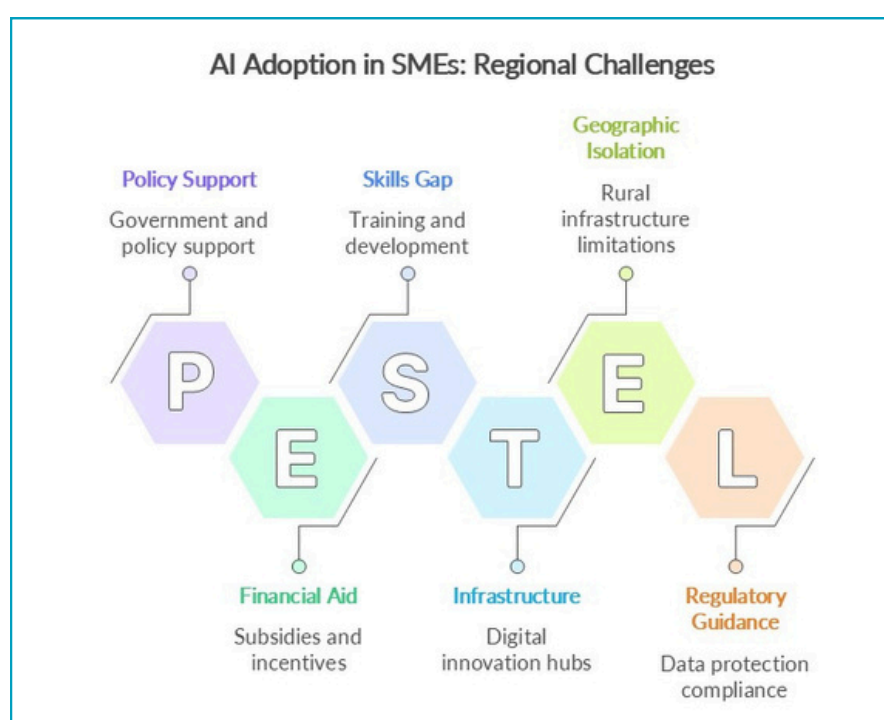 AI Adoption in SMEs: Regional Challenges
Policy Support
Government and
policy support
Skills Gap
Training and
development
Geographic
Isolation
Rural
infrastructure
limitations
P
E
S
T
E
L
Financial Aid
Subsidies and
incentives
Infrastructure
Digital
innovation hubs
Regulatory
Guidance
Data protection
compliance